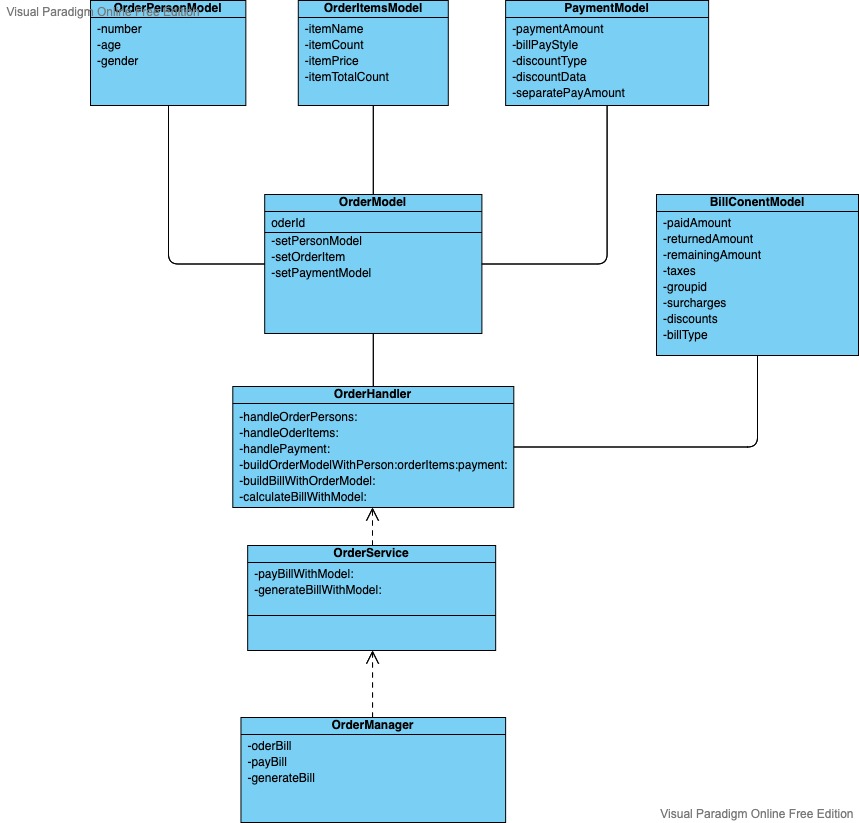 Visual Paradigm Online Free Edition
OrderPersonModel
-number
-age
-gender
OrderItemsModel
-itemName
-itemCount
-itemPrice
-itemTotalCount
PaymentModel
-paymentAmount
-billPayStyle
-discountType
-discountData
-separatePayAmount
OrderModel
oderId
-setPersonModel
-setOrderItem
-setPaymentModel
BillConentModel
-paidAmount
-returnedAmount
-remainingAmount
-taxes
-groupid
-surcharges
-discounts
-billType
OrderHandler
-handleOrderPersons:
-handleOderItems:
-handlePayment:
-buildOrderModelWithPerson:orderItems:payment:
-buildBillWithOrderModel:
-calculateBillWithModel:
OrderService
-payBillWithModel:
-generateBillWithModel:
OrderManager
-oderBill
-payBill
-generateBill
Visual Paradigm Online Free Edition